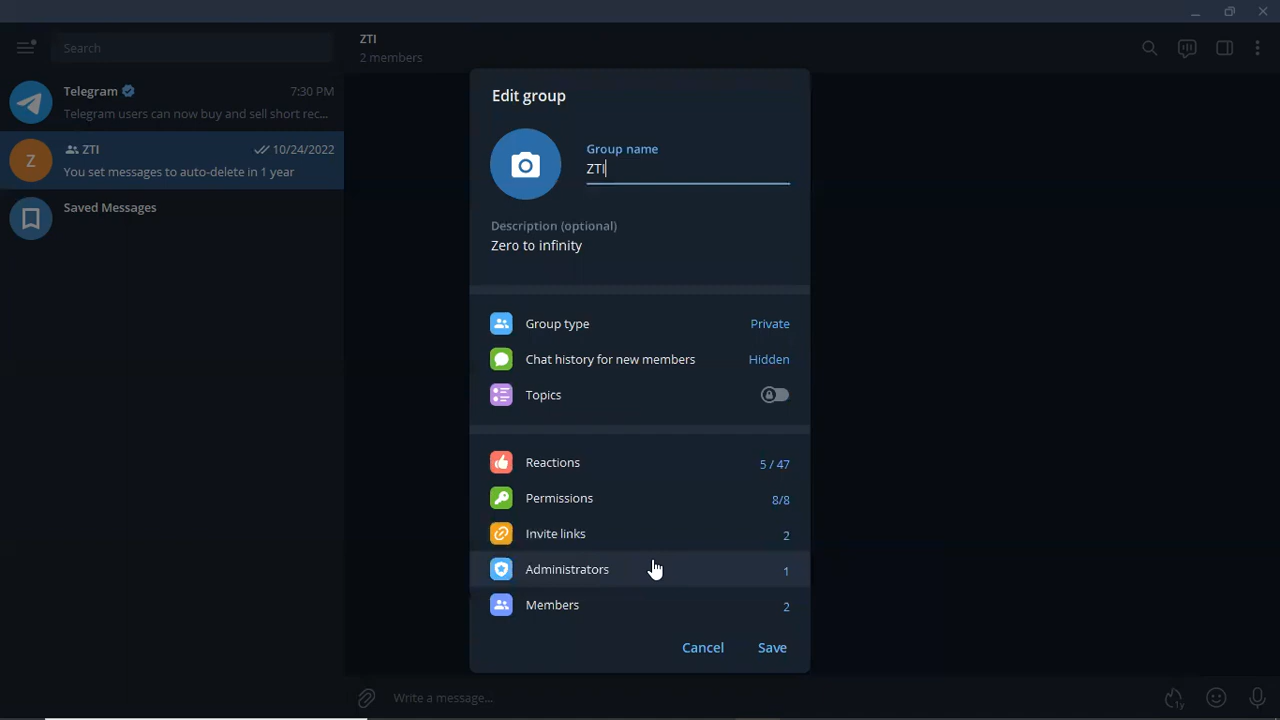 Search
Telegram 7:30 PM
Telegram users can now buy and sell short rec...
Z
ZTI 10/24/2022
You set messages to auto-delete in 1 year
Saved Messages
ZTI
2 members
Edit group
Group name
ZTI
Description (optional)
Zero to infinity
Group type Private
Chat history for new members Hidden
Topics
Reactions 5 / 47
Permissions 8/8
Invite links 2
Administrators 1
Members 2
Cancel Save
Write a message...
1y